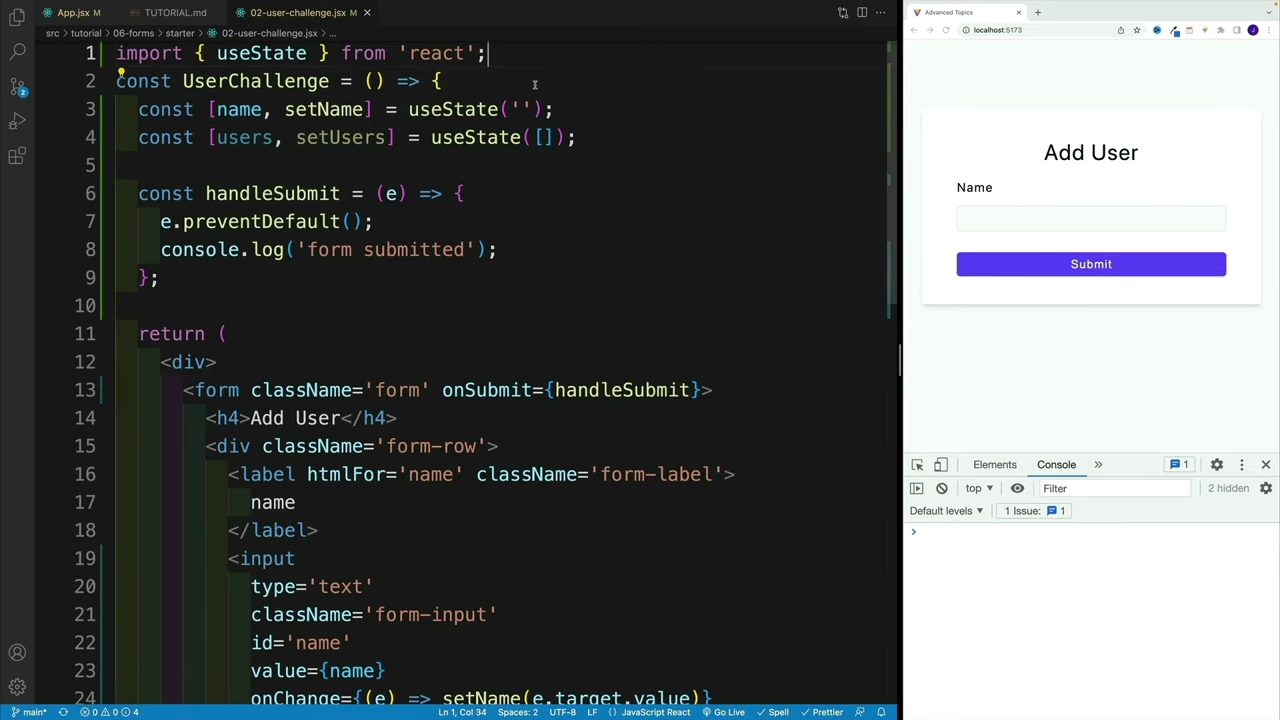 App.jsx M
TUTORIAL.md
02-user-challenge.jsx M
src > tutorial > 06-forms > starter > 02-user-challenge.jsx > ...
1 import { useState } from 'react';
2 const UserChallenge = () => {
3 const [name, setName] = useState('');
4 const [users, setUsers] = useState([]);
5
6 const handleSubmit = (e) => {
7 e.preventDefault();
8 console.log('form submitted');
9 };
10
11 return (
12 <div>
13 <form className='form' onSubmit={handleSubmit}>
14 <h4>Add User</h4>
15 <div className='form-row'>
16 <label htmlFor='name' className='form-label'>
17 name
18 </label>
19 <input
20 type='text'
21 className='form-input'
22 id='name'
23 value={name}
24 onChange={(e) => setName(e.target.value)}
2
main*
0 0 4
Ln 1, Col 34
Spaces: 2
UTF-8
LF
{ } JavaScript React
Go Live
Spell
Prettier
Advanced Topics
localhost:5173
J
Add User
Name
Submit
Elements
Console
1
top
Filter
2 hidden
Default levels
1 Issue: 1